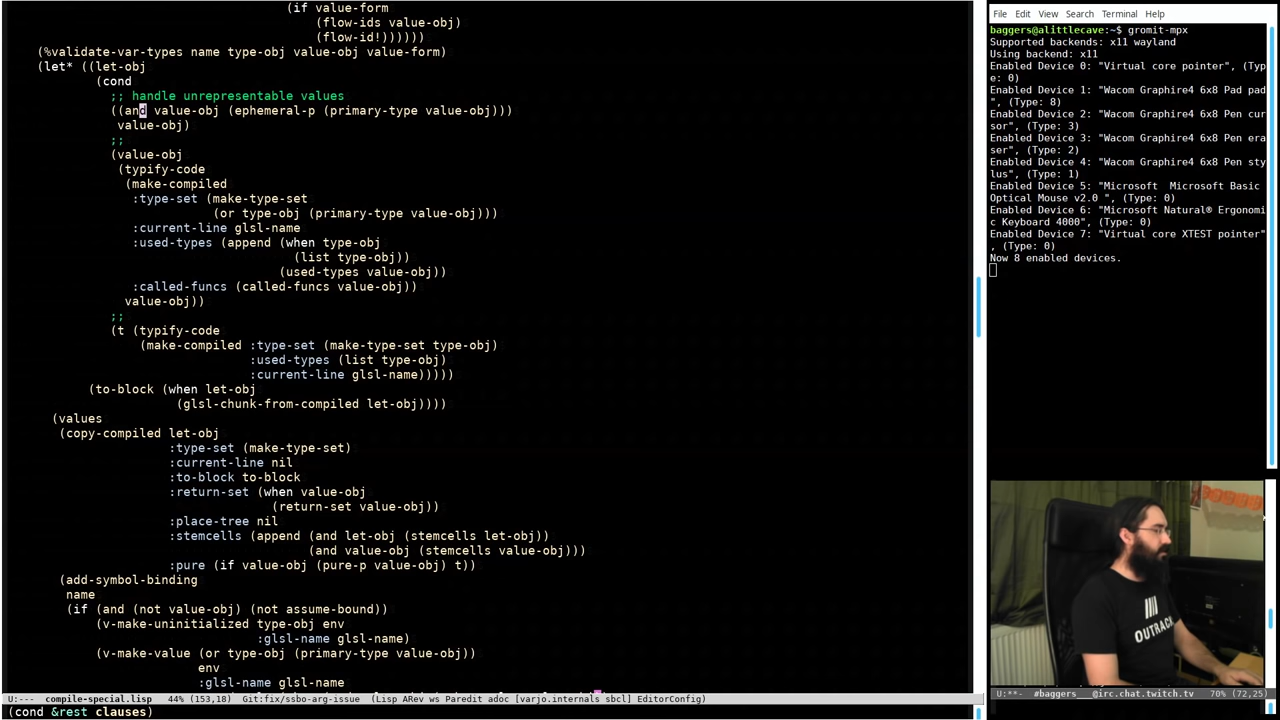 (if value-form
(flow-ids value-obj)
(flow-id!))))))
(%validate-var-types name type-obj value-obj value-form)
(let* ((let-obj
(cond
;; handle unrepresentable values
((and value-obj (ephemeral-p (primary-type value-obj)))
value-obj)
;;
(value-obj
(typify-code
(make-compiled
:type-set (make-type-set
(or type-obj (primary-type value-obj)))
:current-line glsl-name
:used-types (append (when type-obj
(list type-obj))
(used-types value-obj))
:called-funcs (called-funcs value-obj))
value-obj))
;;
(t (typify-code
(make-compiled :type-set (make-type-set type-obj)
:used-types (list type-obj)
:current-line glsl-name)))))
(to-block (when let-obj
(glsl-chunk-from-compiled let-obj))))
(values
(copy-compiled let-obj
:type-set (make-type-set)
:current-line nil
:to-block to-block
:return-set (when value-obj
(return-set value-obj))
:place-tree nil
:stemcells (append (and let-obj (stemcells let-obj))
(and value-obj (stemcells value-obj)))
:pure (if value-obj (pure-p value-obj) t))
(add-symbol-binding
name
(if (and (not value-obj) (not assume-bound))
(v-make-uninitialized type-obj env
:glsl-name glsl-name)
(v-make-value (or type-obj (primary-type value-obj))
env
:glsl-name glsl-name
U:--- compile-special.lisp 44% (153,18) Git:fix/ssbo-arg-issue (Lisp ARev ws Paredit adoc [varjo.internals sbcl] EditorConfig)
(cond &rest clauses)
File Edit View Search Terminal Help
baggers@alittlecave:~$ gromit-mpx
Supported backends: x11 wayland
Using backend: x11
Enabled Device 0: "Virtual core pointer", (Typ
e: 0)
Enabled Device 1: "Wacom Graphire4 6x8 Pad pad
", (Type: 8)
Enabled Device 2: "Wacom Graphire4 6x8 Pen cur
sor", (Type: 3)
Enabled Device 3: "Wacom Graphire4 6x8 Pen era
ser", (Type: 2)
Enabled Device 4: "Wacom Graphire4 6x8 Pen sty
lus", (Type: 1)
Enabled Device 5: "Microsoft  Microsoft Basic
Optical Mouse v2.0 ", (Type: 0)
Enabled Device 6: "Microsoft Natural® Ergonomi
c Keyboard 4000", (Type: 0)
Enabled Device 7: "Virtual core XTEST pointer"
, (Type: 0)
Now 8 enabled devices.
OUTRACK
U:**- #baggers___@irc.chat.twitch.tv 70% (72,25)